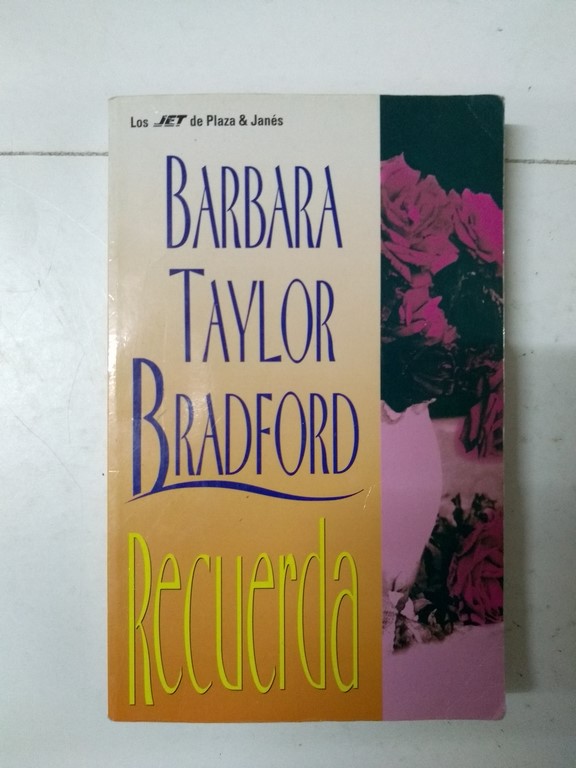 Los JET de Plaza & Janés
BARBARA
TAYLOR
BRADFORD
Recuerda